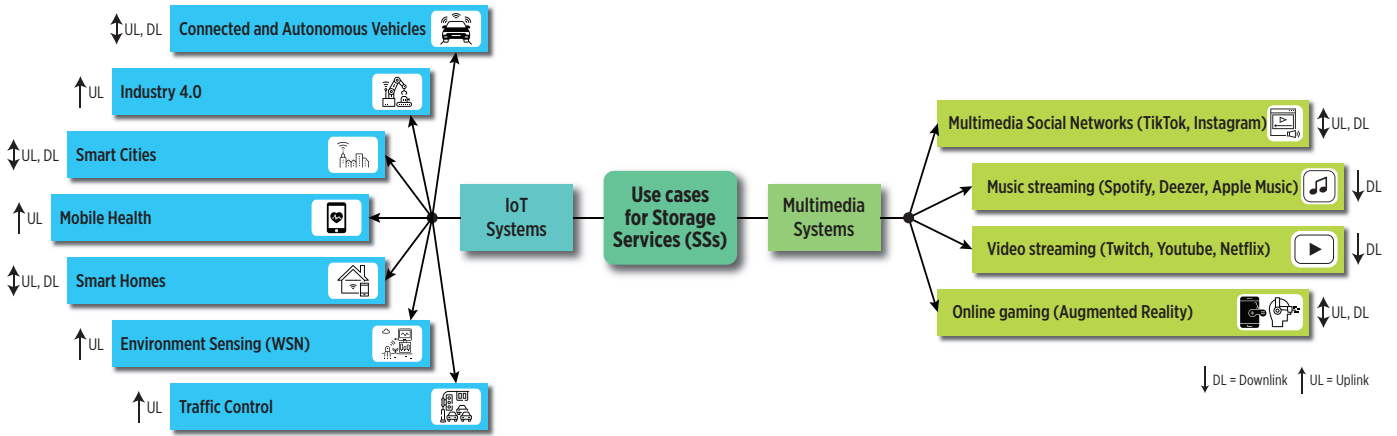 UL, DL
Connected and Autonomous Vehicles
UL
Industry 4.0
UL, DL
Smart Cities
UL
Mobile Health
UL, DL
Smart Homes
UL
Environment Sensing (WSN)
UL
Traffic Control
IoT
Systems
Use cases
for Storage
Services (SSs)
Multimedia
Systems
Multimedia Social Networks (TikTok, Instagram)
UL, DL
Music streaming (Spotify, Deezer, Apple Music)
DL
Video streaming (Twitch, Youtube, Netflix)
DL
Online gaming (Augmented Reality)
UL, DL
DL = Downlink
UL = Uplink